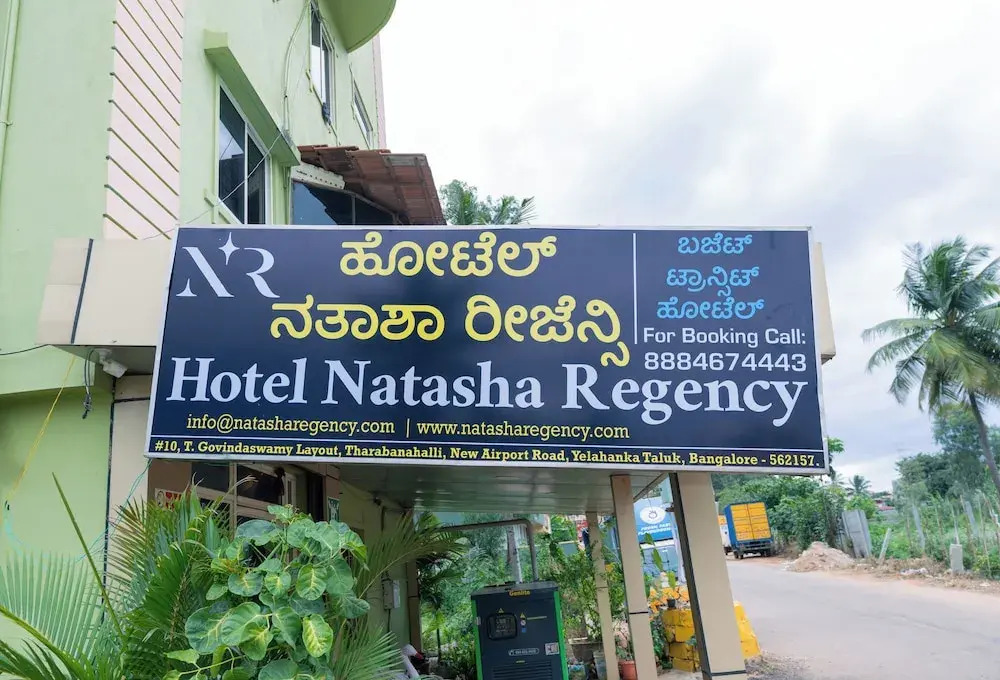 NR
ಹೋಟೆಲ್
ನತಾಶಾ ರೀಜೆನ್ಸಿ
Hotel Natasha Regency
info@natasharegency.com | www.natasharegency.com
#10, T. Govindaswamy Layout, Tharabanahalli, New Airport Road, Yelahanka Taluk, Bangalore - 562157.
ಬಜೆಟ್
ಟ್ರಾನ್ಸಿಟ್
ಹೋಟೆಲ್
For Booking Call:
8884674443